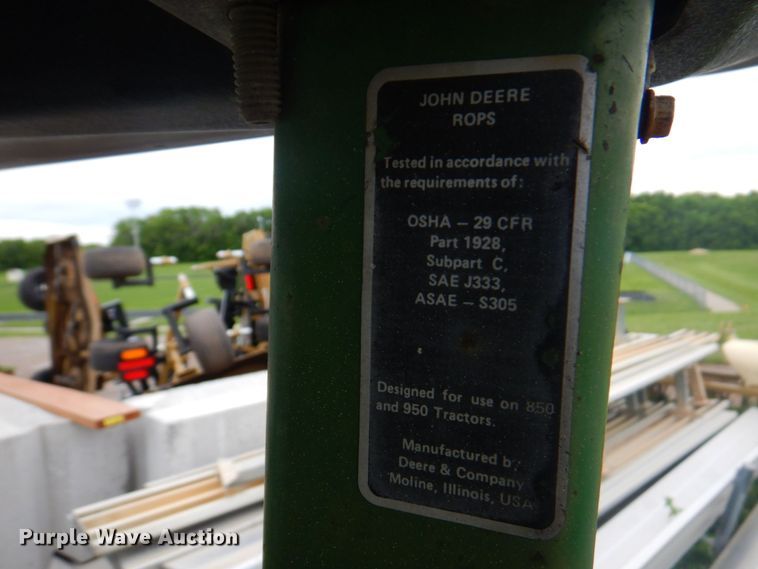 JOHN DEERE
ROPS
Tested in accordance with
the requirements of:
OSHA – 29 CFR
Part 1928,
Subpart C,
SAE J333,
ASAE – S305
Designed for use on 850
and 950 Tractors.
Manufactured by:
Deere & Company
Moline, Illinois, USA
Purple Wave Auction